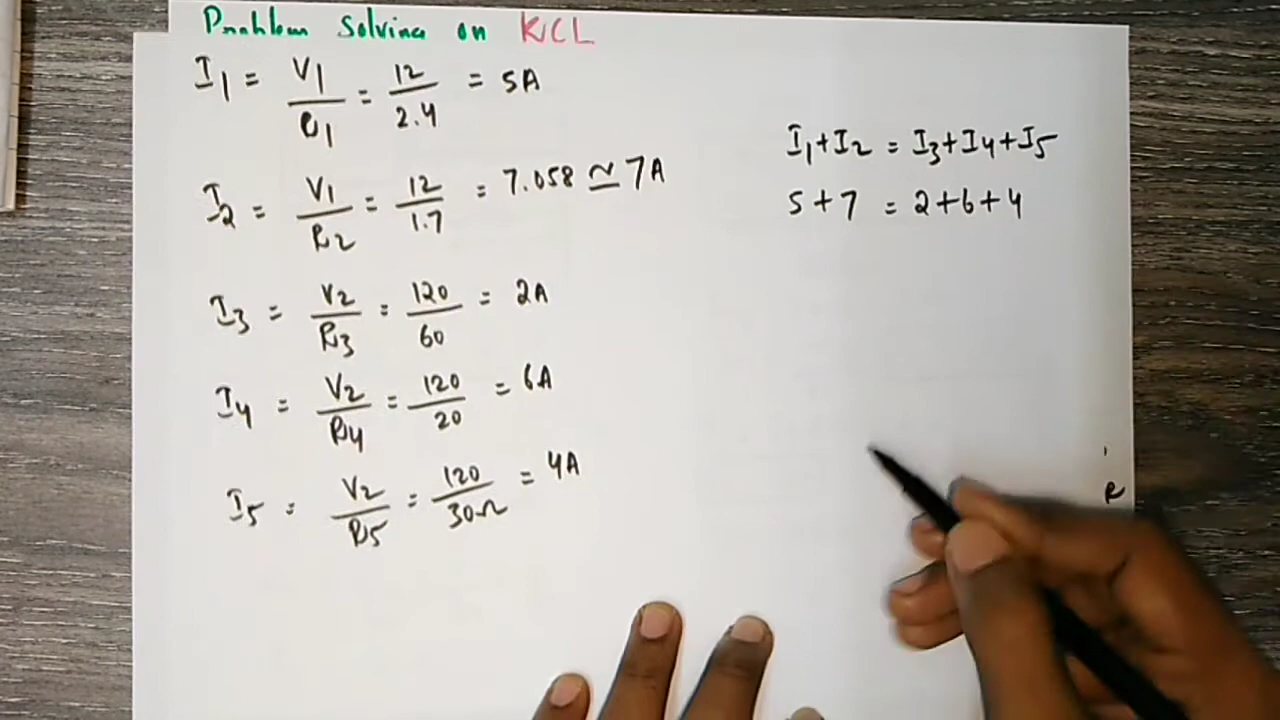 Problem Solving on KCL
I1 = V1/R1 = 12/2.4 = 5A
I2 = V1/R2 = 12/1.7 = 7.058 ≃ 7A
I3 = V2/R3 = 120/60 = 2A
I4 = V2/R4 = 120/20 = 6A
I5 = V2/R5 = 120/30Ω = 4A
I1+I2 = I3+I4+I5
5+7 = 2+6+4
R